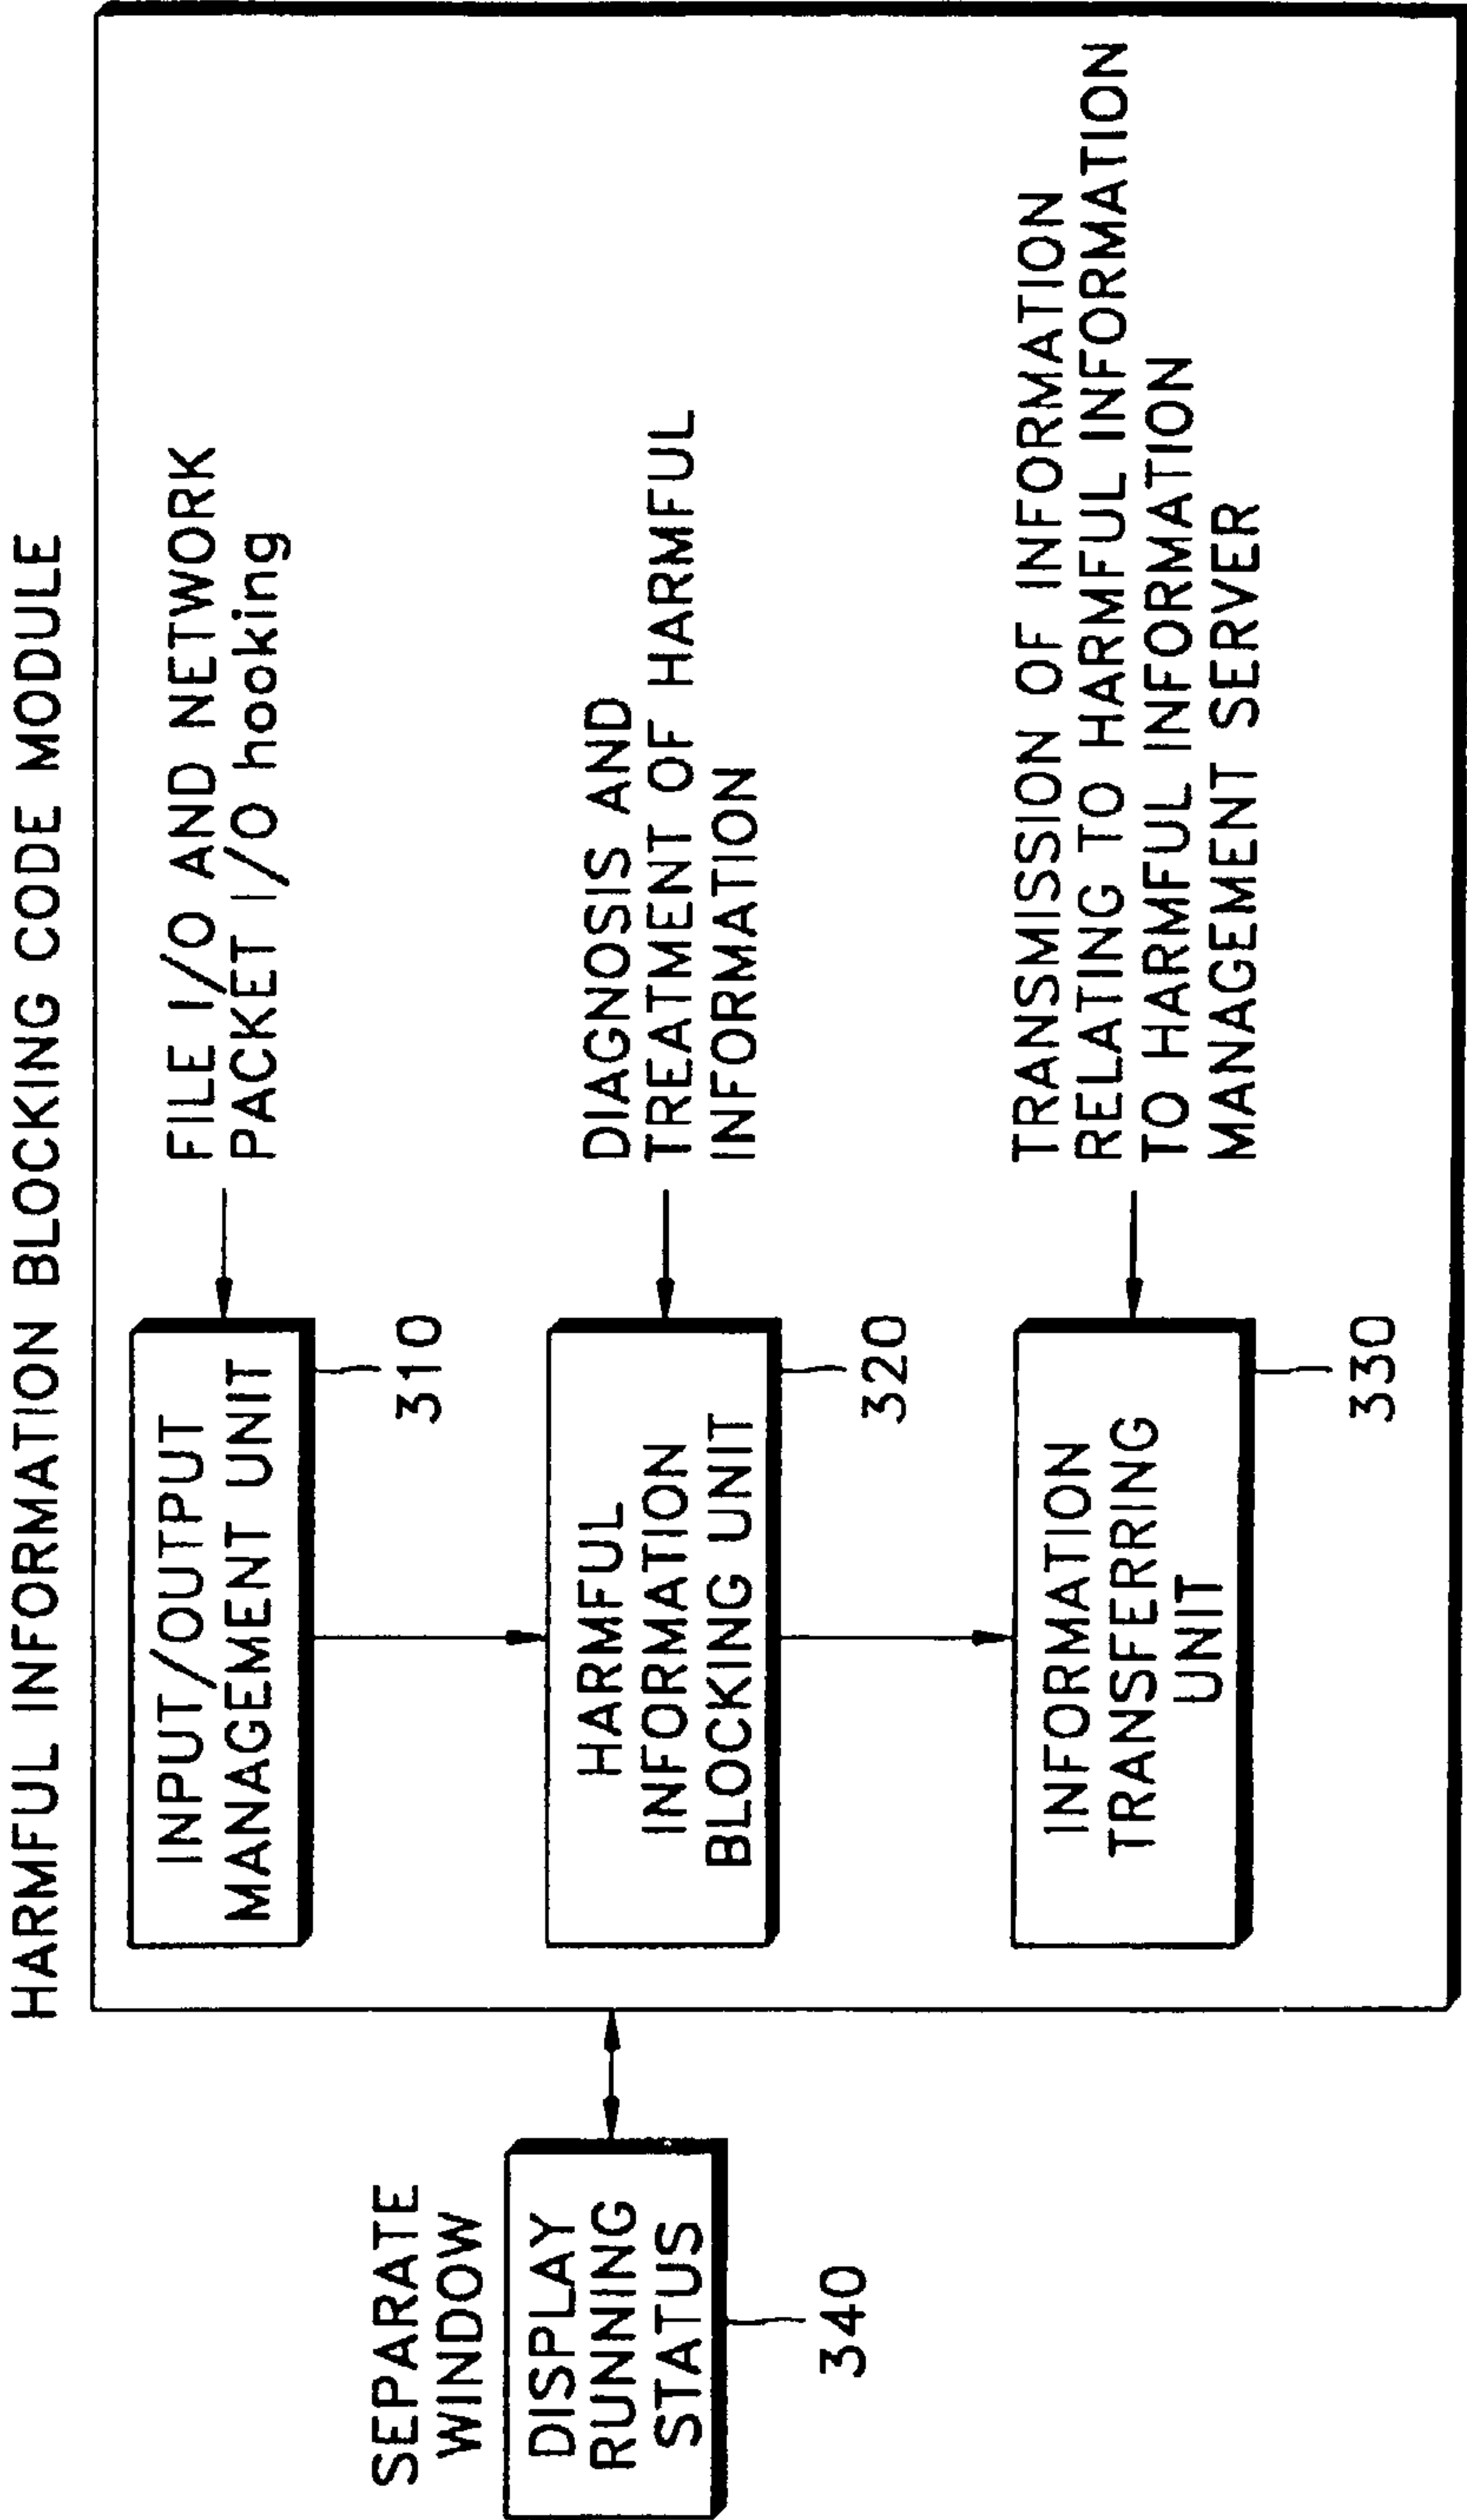 HARMFUL INFORMATION BLOCKING CODE MODULE
SEPARATE
WINDOW
DISPLAY
RUNNING
STATUS
340
INPUT/OUTPUT
MANAGEMENT UNIT
310
FILE I/O AND NETWORK
PACKET I/O hooking
HARMFUL
INFORMATION
BLOCKING UNIT
320
DIAGNOSIS AND
TREATMENT OF HARMFUL
INFORMATION
INFORMATION
TRANSFERRING
UNIT
330
TRANSMISSION OF INFORMATION
RELATING TO HARMFUL INFORMATION
TO HARMFUL INFORMATION
MANAGEMENT SERVER